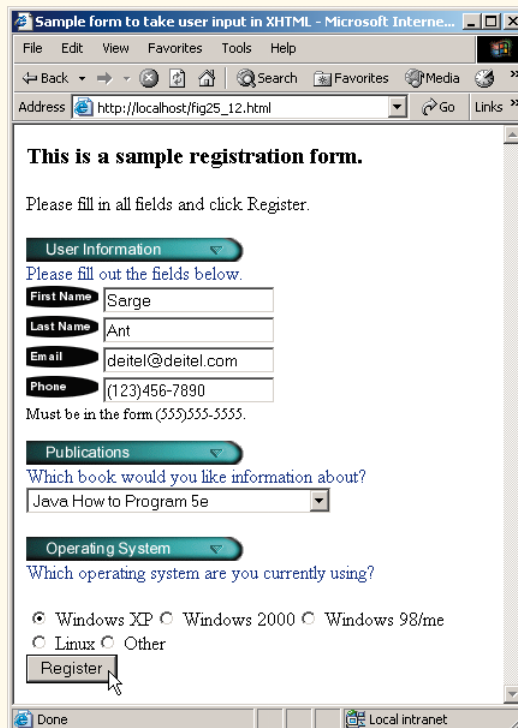 Sample form to take user input in XHTML - Microsoft Interne...
File Edit View Favorites Tools Help
Back Search Favorites Media »
Address http://localhost/fig25_12.html Go Links »
This is a sample registration form.
Please fill in all fields and click Register.
User Information
Please fill out the fields below.
First Name Sarge
Last Name Ant
Email deitel@deitel.com
Phone (123)456-7890
Must be in the form (555)555-5555.
Publications
Which book would you like information about?
Java How to Program 5e
Operating System
Which operating system are you currently using?
Windows XP Windows 2000 Windows 98/me
Linux Other
Register
Done Local intranet